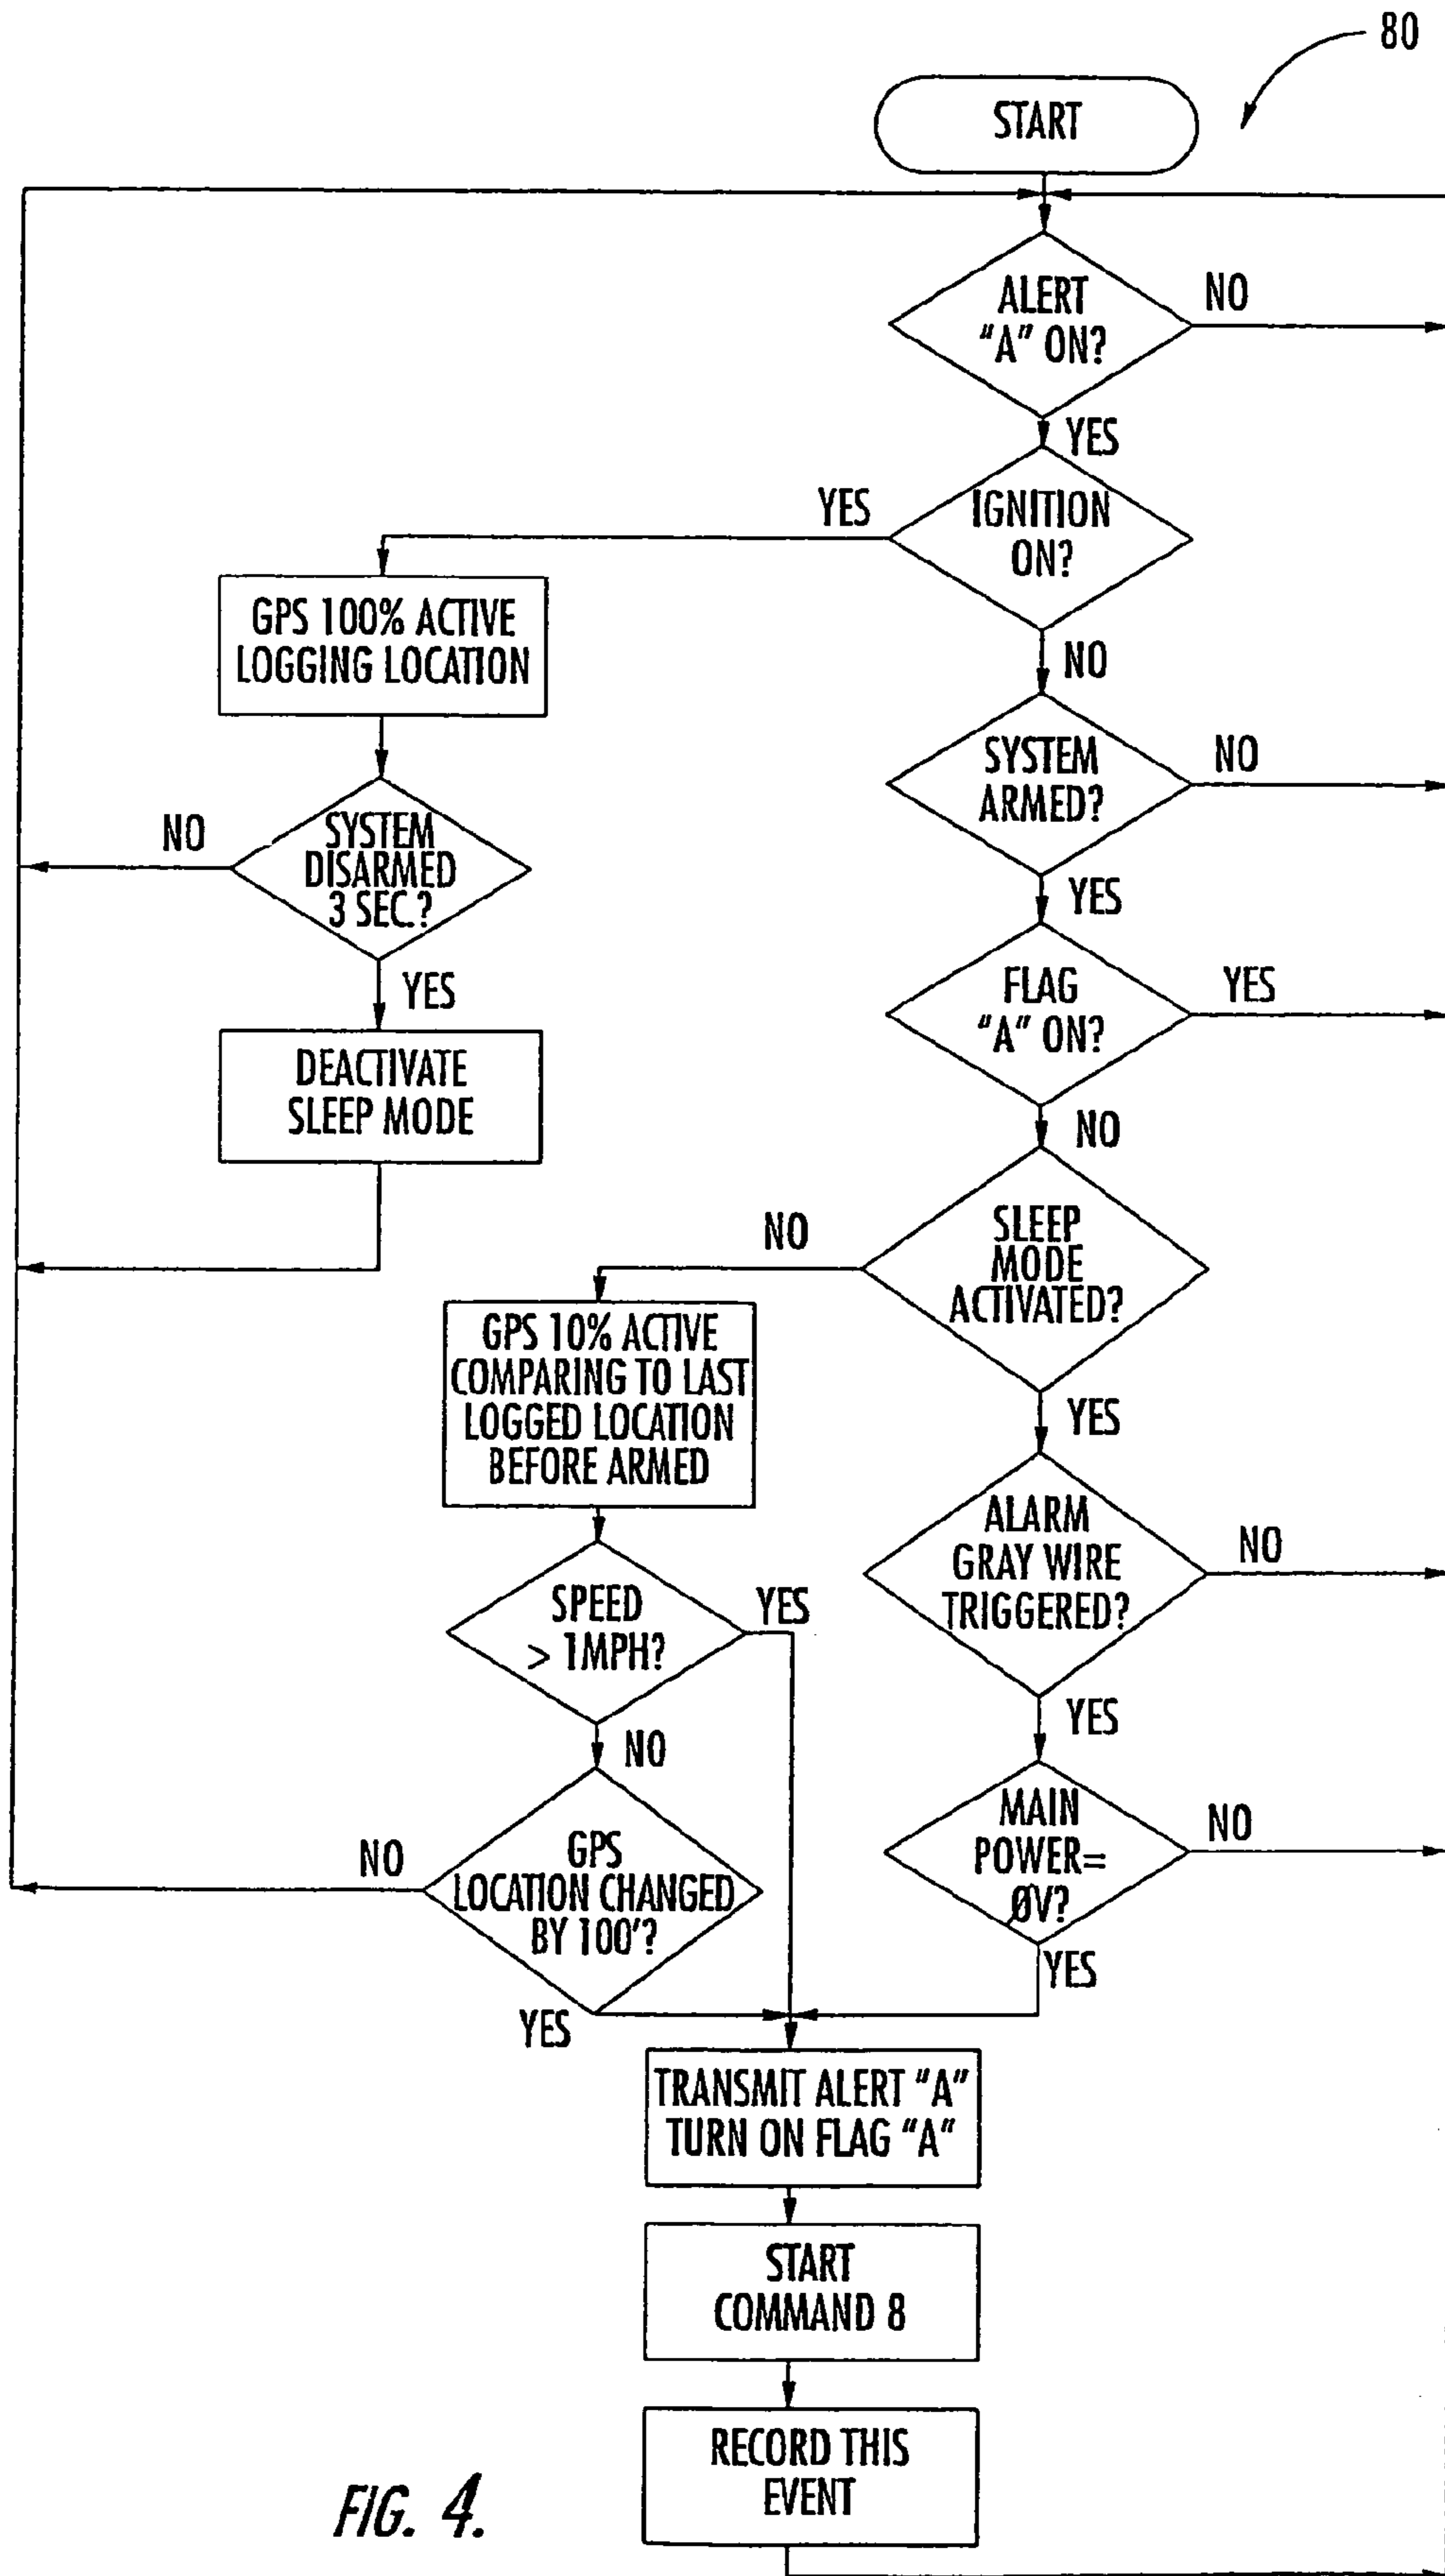 80
START
ALERT
"A" ON?
NO
YES
IGNITION
ON?
YES
NO
GPS 100% ACTIVE
LOGGING LOCATION
SYSTEM
DISARMED
3 SEC.?
NO
YES
DEACTIVATE
SLEEP MODE
SYSTEM
ARMED?
NO
YES
FLAG
"A" ON?
YES
NO
SLEEP
MODE
ACTIVATED?
NO
YES
GPS 10% ACTIVE
COMPARING TO LAST
LOGGED LOCATION
BEFORE ARMED
SPEED
> 1MPH?
YES
NO
GPS
LOCATION CHANGED
BY 100'?
NO
YES
ALARM
GRAY WIRE
TRIGGERED?
NO
YES
MAIN
POWER=
0V?
NO
YES
TRANSMIT ALERT "A"
TURN ON FLAG "A"
START
COMMAND 8
RECORD THIS
EVENT
FIG. 4.